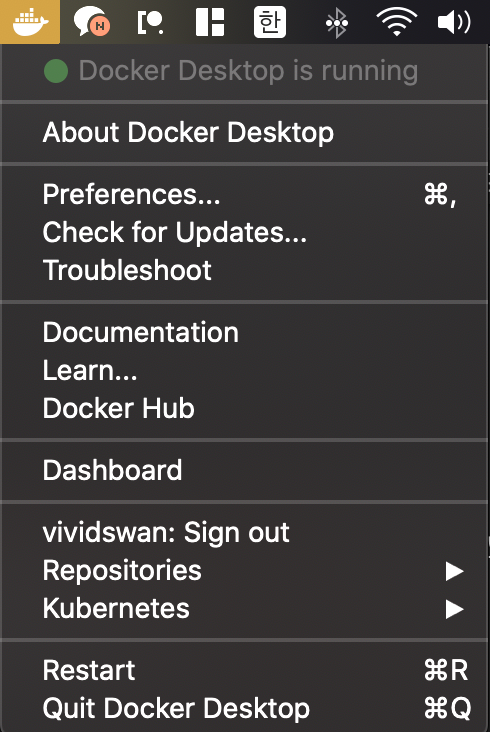 N
한
Docker Desktop is running
About Docker Desktop
Preferences... ⌘,
Check for Updates...
Troubleshoot
Documentation
Learn...
Docker Hub
Dashboard
vividswan: Sign out
Repositories ▶
Kubernetes ▶
Restart ⌘R
Quit Docker Desktop ⌘Q